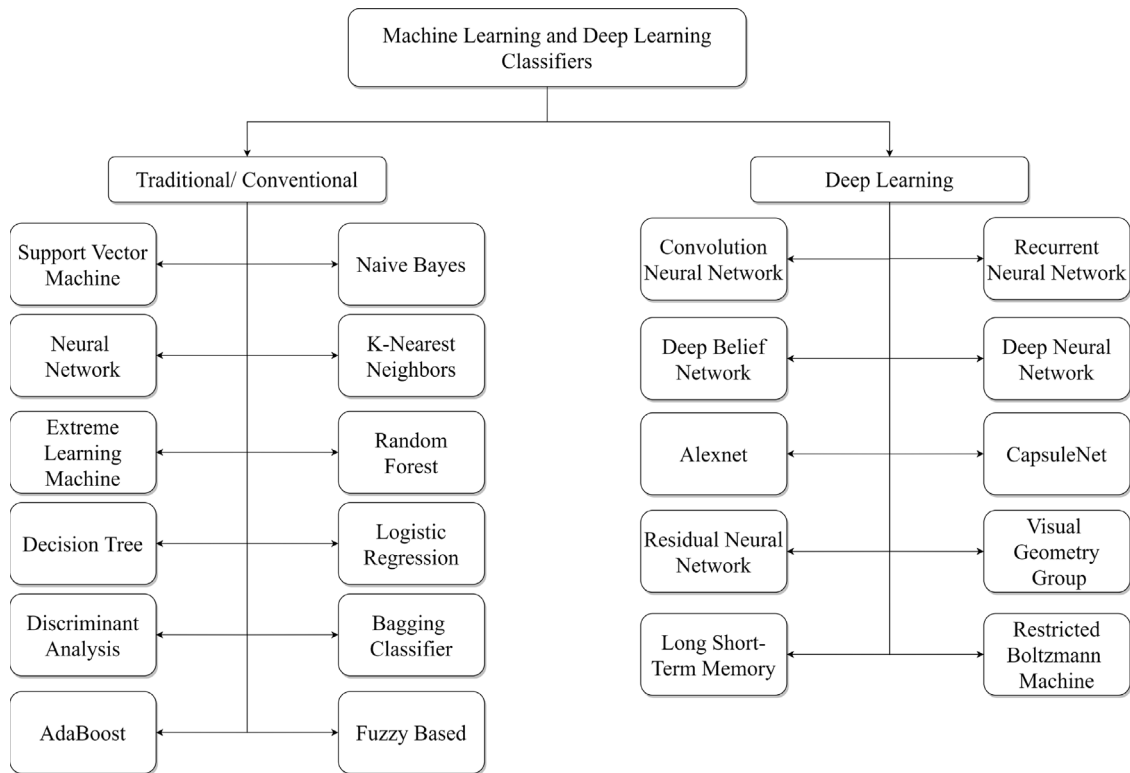 Machine Learning and Deep Learning
Classifiers
Traditional/ Conventional
Deep Learning
Support Vector
Machine
Naive Bayes
Neural
Network
K-Nearest
Neighbors
Extreme
Learning
Machine
Random
Forest
Decision Tree
Logistic
Regression
Discriminant
Analysis
Bagging
Classifier
AdaBoost
Fuzzy Based
Convolution
Neural Network
Recurrent
Neural Network
Deep Belief
Network
Deep Neural
Network
Alexnet
CapsuleNet
Residual Neural
Network
Visual
Geometry
Group
Long Short-
Term Memory
Restricted
Boltzmann
Machine